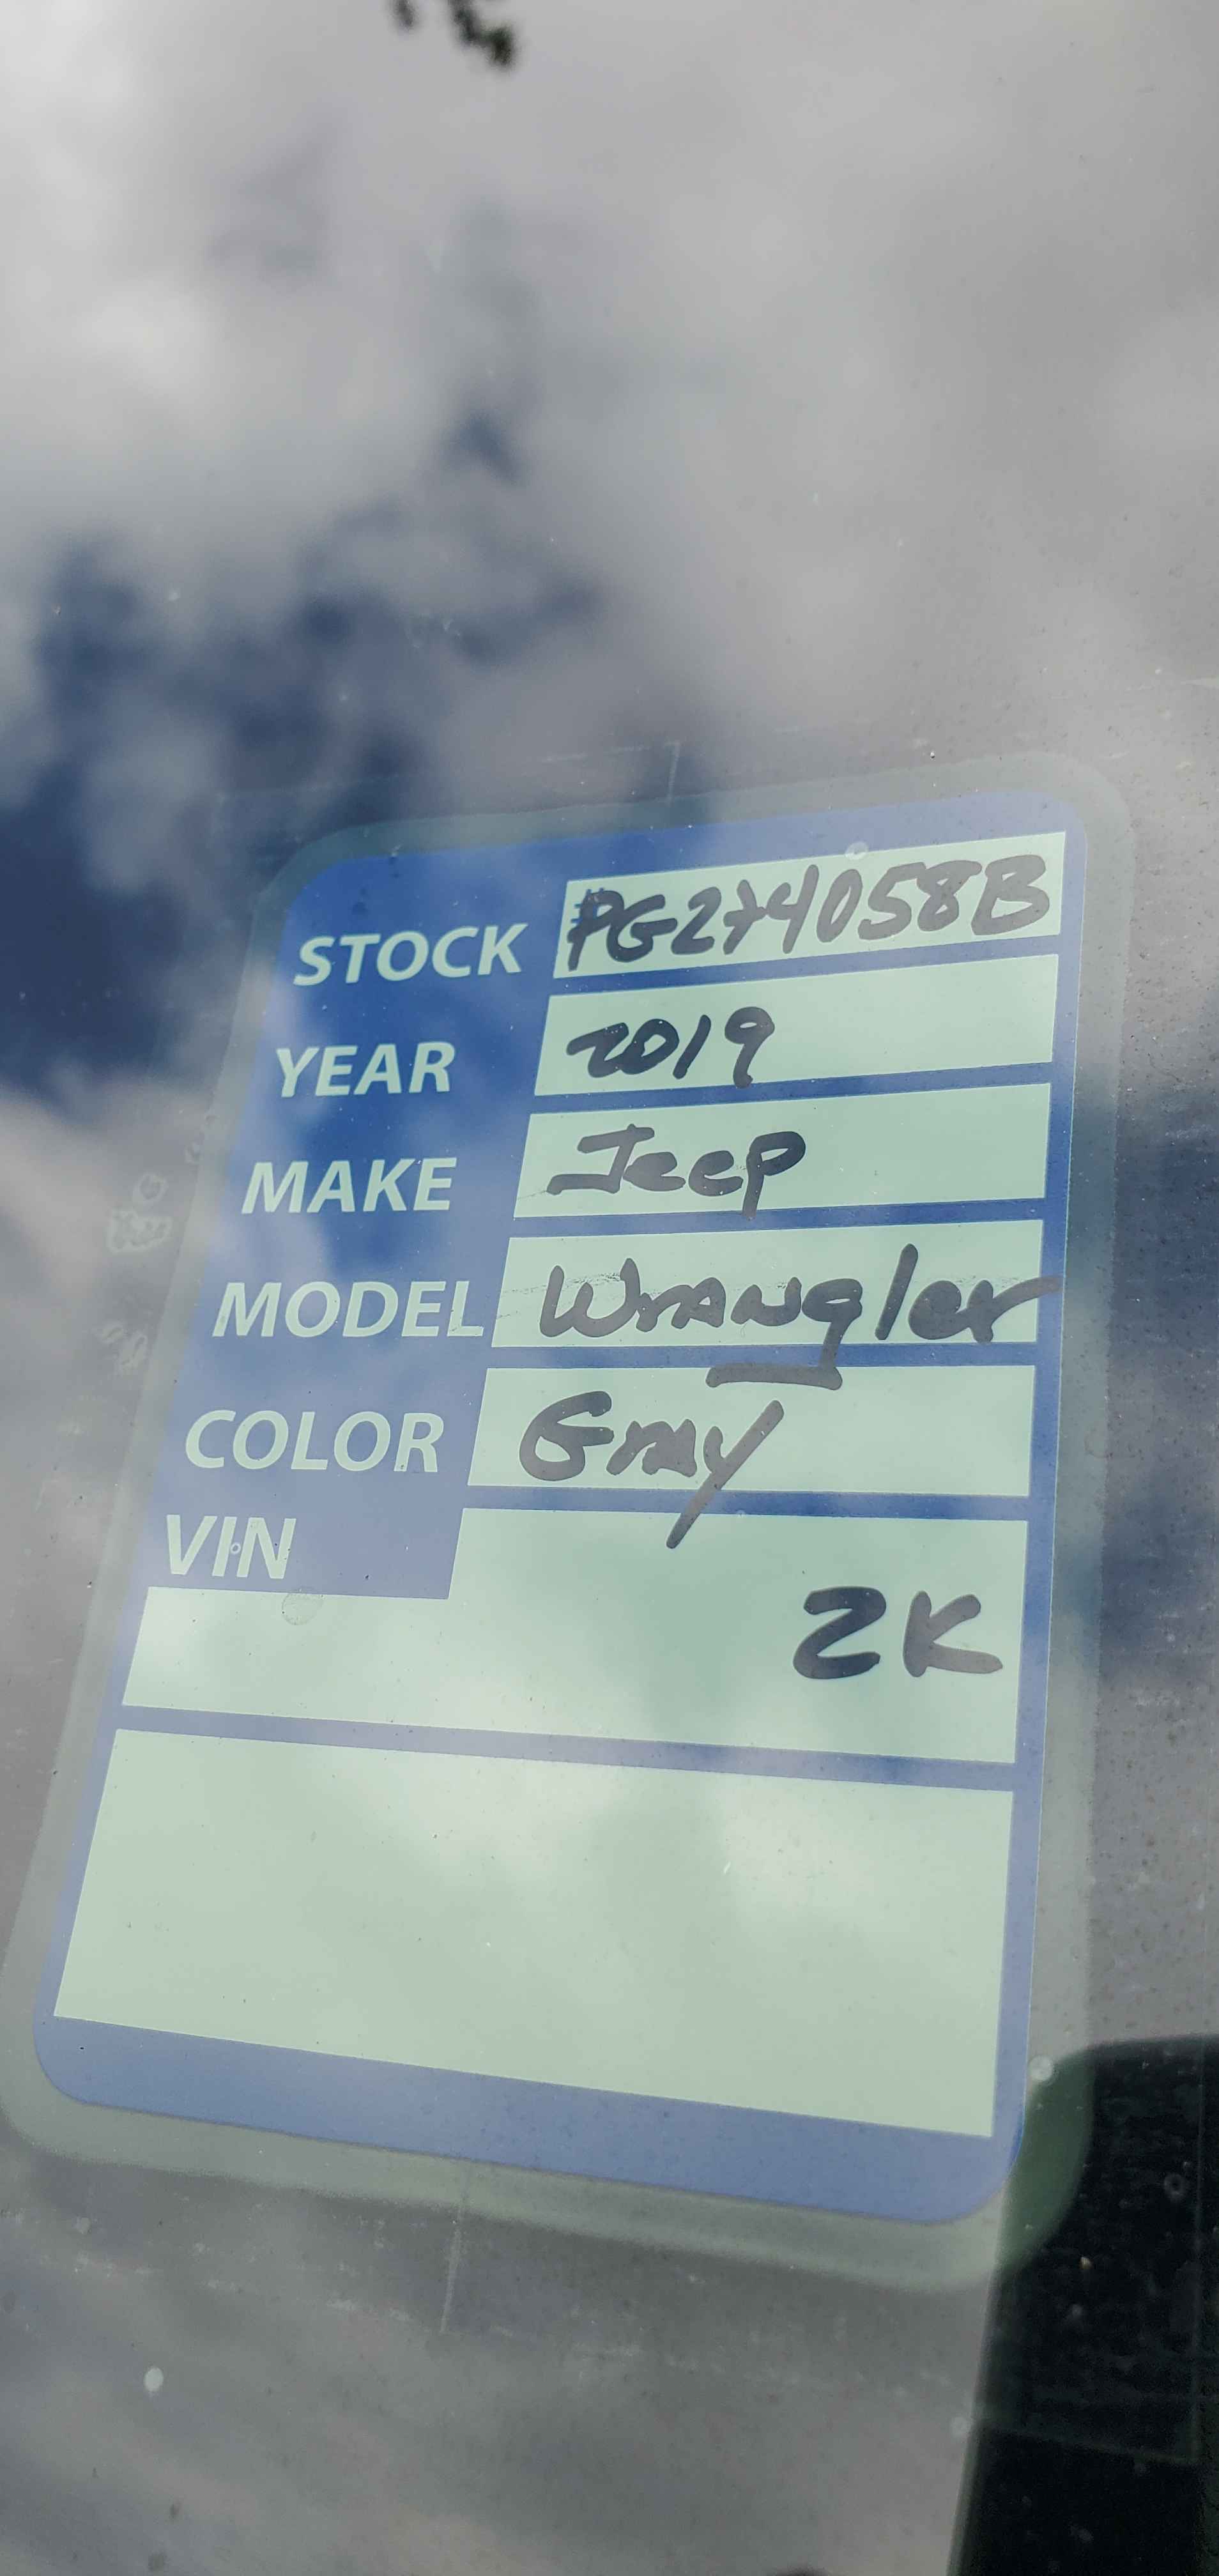 STOCK #PG274058B
YEAR 2019
MAKE Jeep
MODEL Wrangler
COLOR Gray
VIN
2K